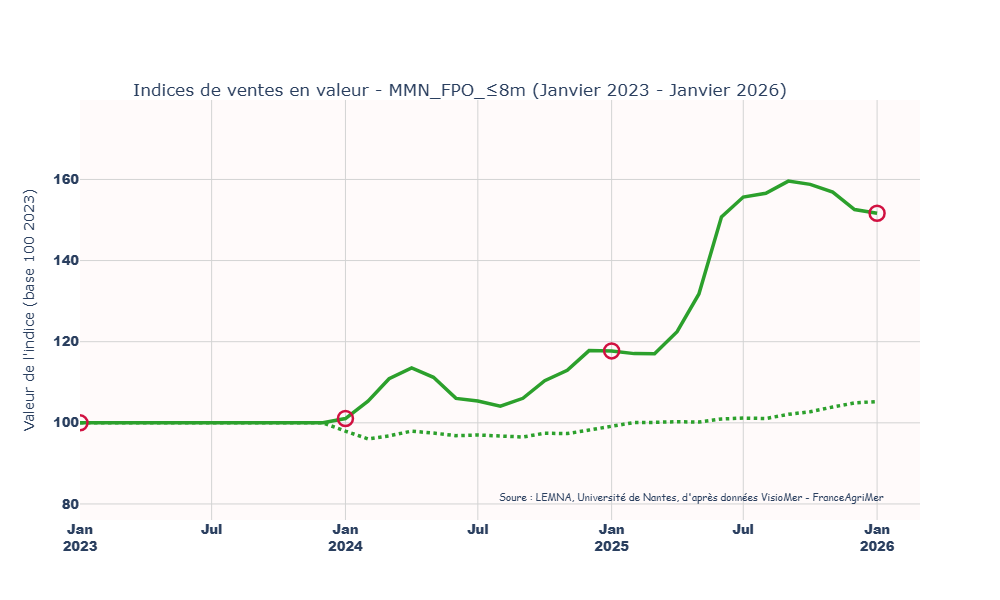 Indices de ventes en valeur - MMN_FPO_≤8m (Janvier 2023 - Janvier 2026)
Valeur de l'indice (base 100 2023)
160
140
120
100
80
Soure : LEMNA, Université de Nantes, d'après données VisioMer - FranceAgriMer
Jan
2023
Jul
Jan
2024
Jul
Jan
2025
Jul
Jan
2026